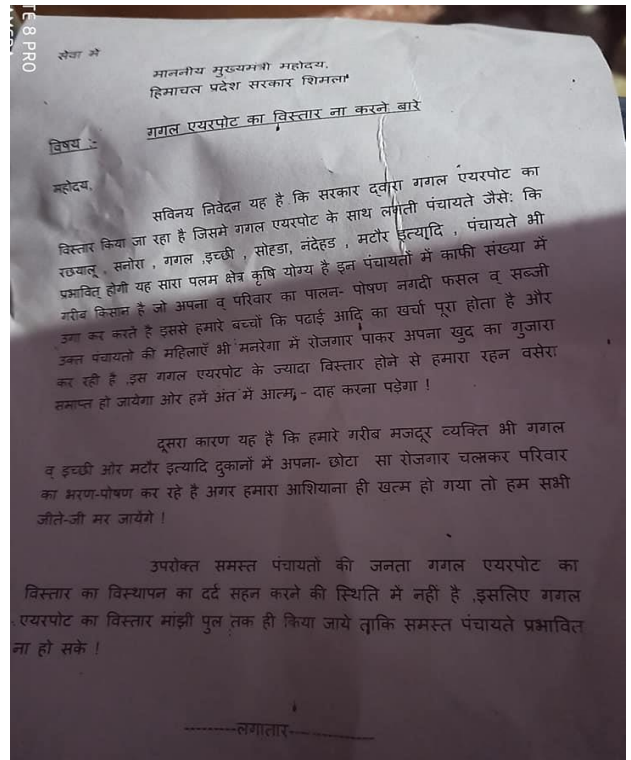 TE 8 PRO
सेवा में
माननीय मुख्यमंत्री महोदय,
हिमाचल प्रदेश सरकार शिमला
विषय :- गगल एयरपोट का विस्तार ना करने बारे
महोदय,
सविनय निवेदन यह है कि सरकार दवारा गगल एयरपोट का
विस्तार किया जा रहा है जिसमे गगल एयरपोट के साथ लगती पंचायते जैसे: कि
रछयालू , सनोरा , गगल ,इच्छी , सोहडा, नंदेहड , मटौर इत्यादि , पंचायते भी
प्रभावित् होगी यह सारा पलम क्षेत्र कृषि योग्य है इन पंचायतों में काफी संख्या में
गरीब किसान है जो अपना व् परिवार का पालन- पोषण नगदी फसल व् सब्जी
उगा कर करते है इससे हमारे बच्चों कि पढाई आदि का खर्चा पूरा होता है और
उक्त पंचायतो की महिलाएँ भी मनरेगा में रोजगार पाकर अपना खुद का गुजारा
कर रही है .इस गगल एयरपोट के ज्यादा विस्तार होने से हमारा रहन वसेरा
समाप्त हो जायेगा ओर हमें अंत में आत्म - दाह करना पड़ेगा !
दूसरा कारण यह है कि हमारे गरीब मजदूर व्यक्ति भी गगल
व् इच्छी ओर मटौर इत्यादि दुकानों में अपना- छोटा सा रोजगार चलाकर परिवार
का भरण-पोषण कर रहे है अगर हमारा आशियाना ही खत्म हो गया तो हम सभी
जीते-जी मर जायेंगे !
उपरोक्त समस्त पंचायतों की जनता गगल एयरपोट का
विस्तार का विस्थापन का दर्द सहन करने की स्थिति में नहीं है ,इसलिए गगल
एयरपोट का विस्तार मांझी पुल तक ही किया जाये ताकि समस्त पंचायते प्रभावित
ना हो सके !
---------लगातार------------